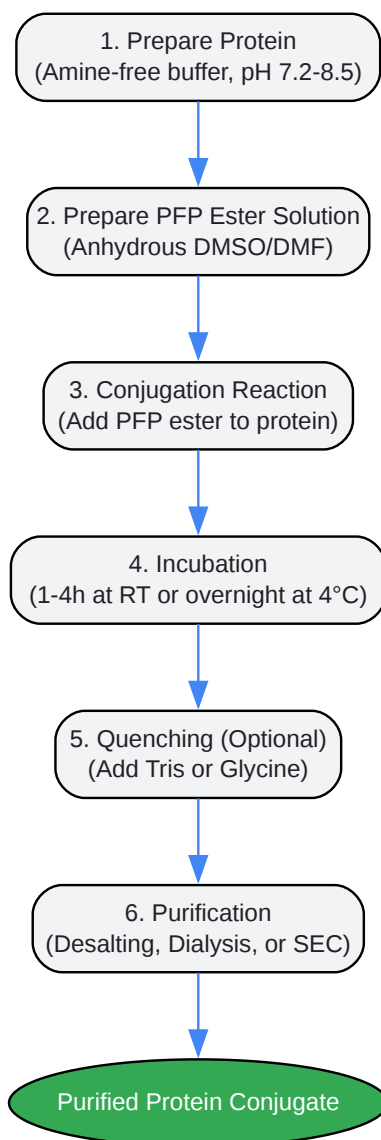 1. Prepare Protein
(Amine-free buffer, pH 7.2-8.5)
2. Prepare PFP Ester Solution
(Anhydrous DMSO/DMF)
3. Conjugation Reaction
(Add PFP ester to protein)
4. Incubation
(1-4h at RT or overnight at 4°C)
5. Quenching (Optional)
(Add Tris or Glycine)
6. Purification
(Desalting, Dialysis, or SEC)
Purified Protein Conjugate